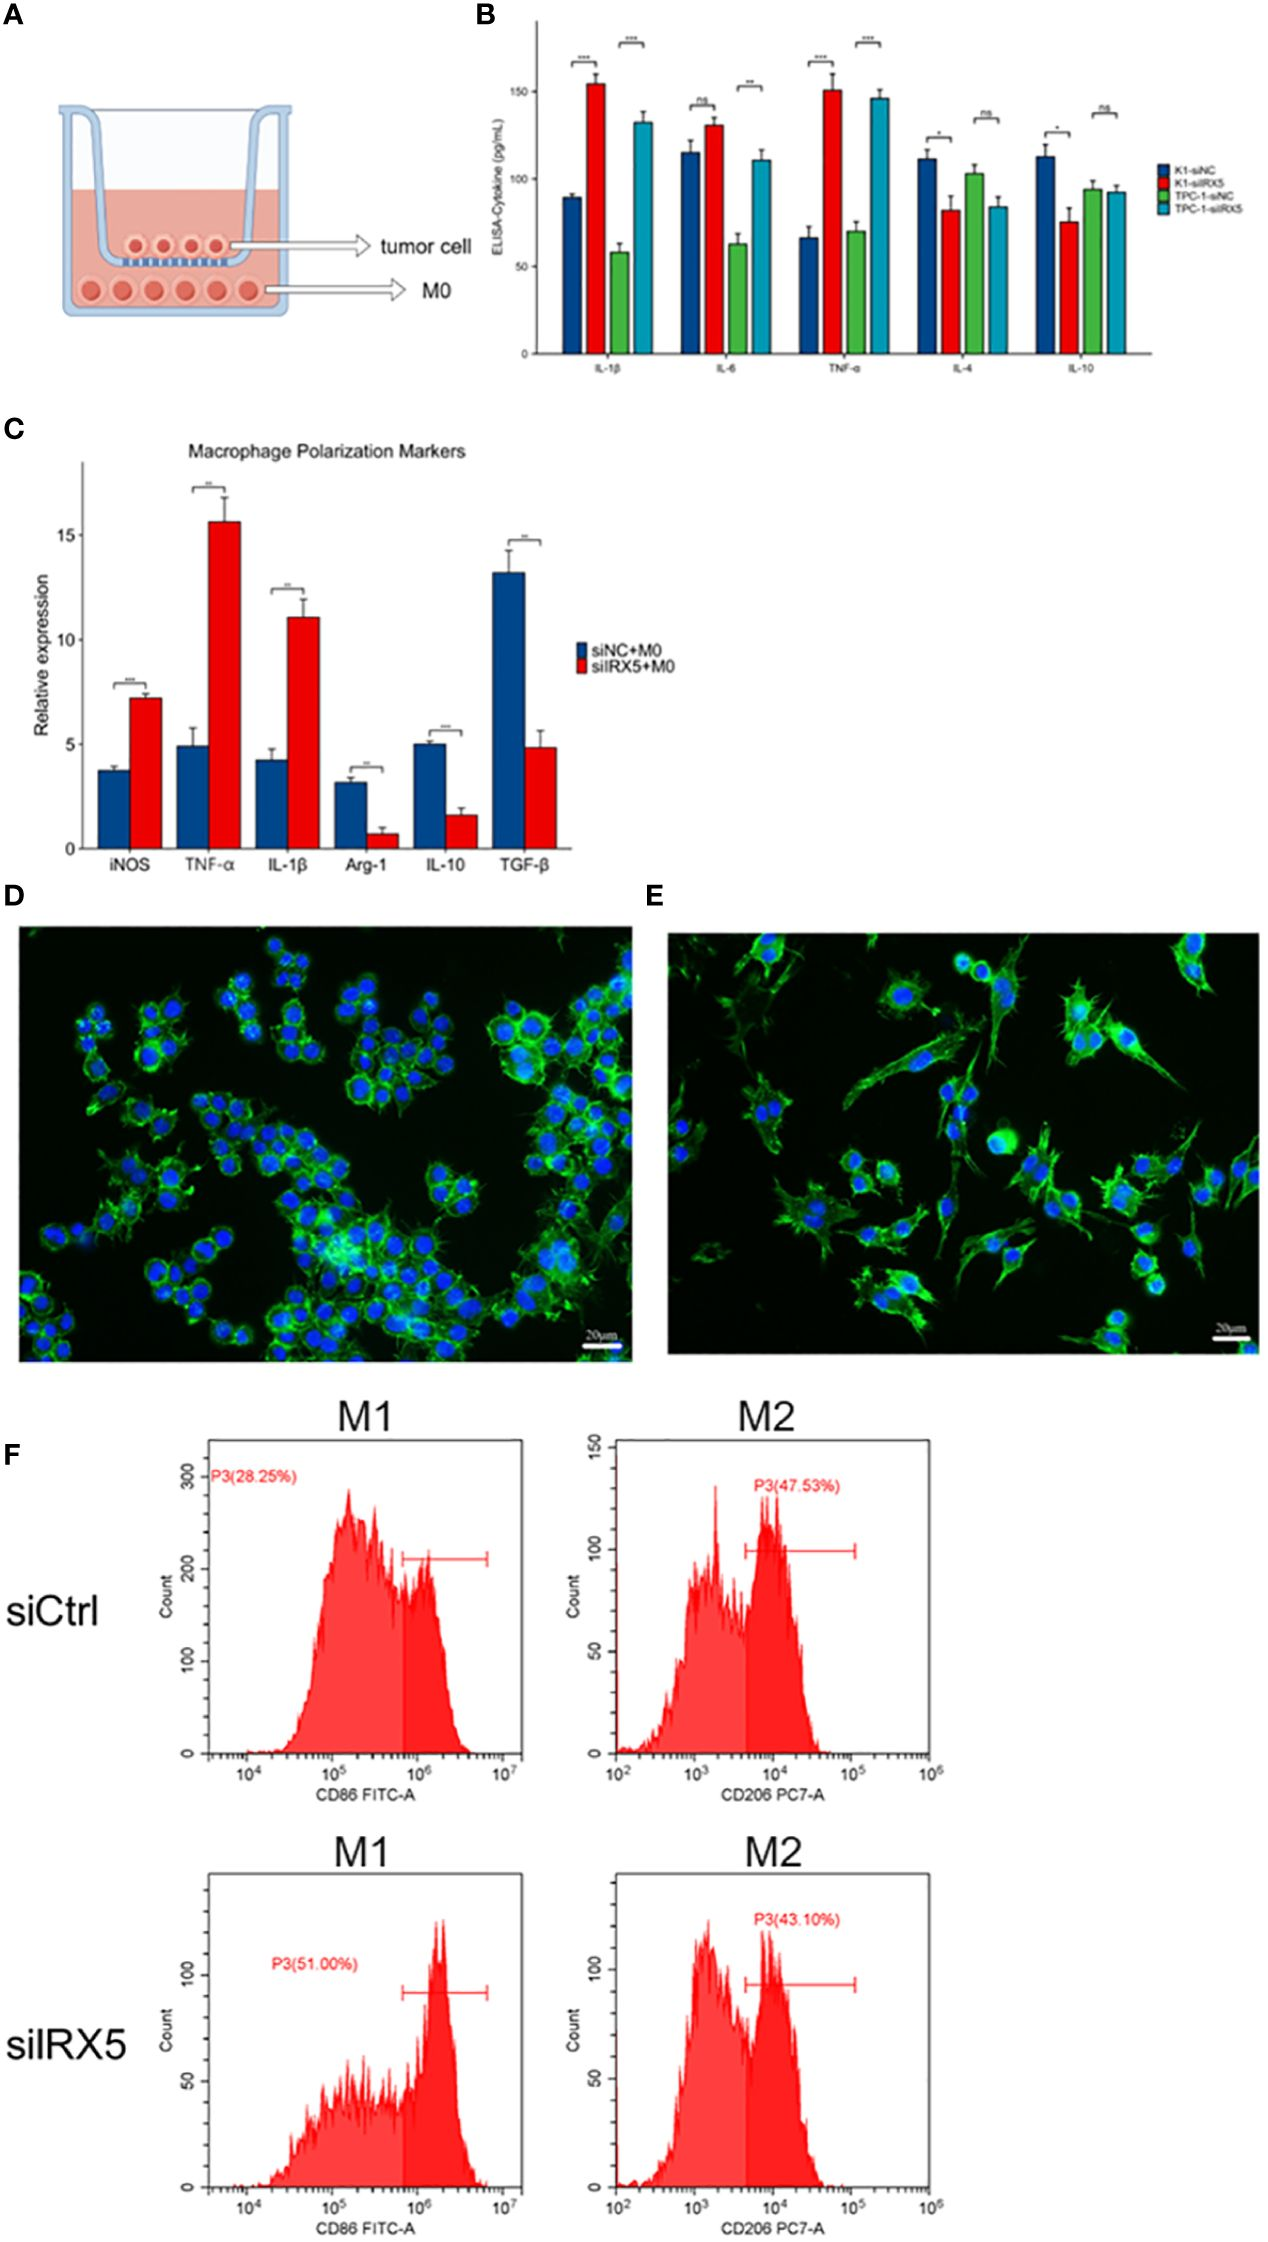 A
tumor cell
M0
B
ELISA-Cytokine (pg/mL)
150
100
50
0
***
***
ns
**
***
***
*
ns
*
ns
IL-1β
IL-6
TNF-α
IL-4
IL-10
K1-siNC
K1-siIRX5
TPC-1-siNC
TPC-1-siIRX5
C
Macrophage Polarization Markers
Relative expression
15
10
5
0
***
**
**
**
***
**
iNOS
TNF-α
IL-1β
Arg-1
IL-10
TGF-β
siNC+M0
siIRX5+M0
D
20μm
E
20μm
F
M1
M2
siCtrl
P3(28.25%)
Count
300
200
100
0
10⁴ 10⁵ 10⁶ 10⁷
CD86 FITC-A
P3(47.53%)
Count
150
100
50
0
10² 10³ 10⁴ 10⁵ 10⁶
CD206 PC7-A
M1
M2
siIRX5
P3(51.00%)
Count
100
50
0
10⁴ 10⁵ 10⁶ 10⁷
CD86 FITC-A
P3(43.10%)
Count
100
50
0
10² 10³ 10⁴ 10⁵ 10⁶
CD206 PC7-A